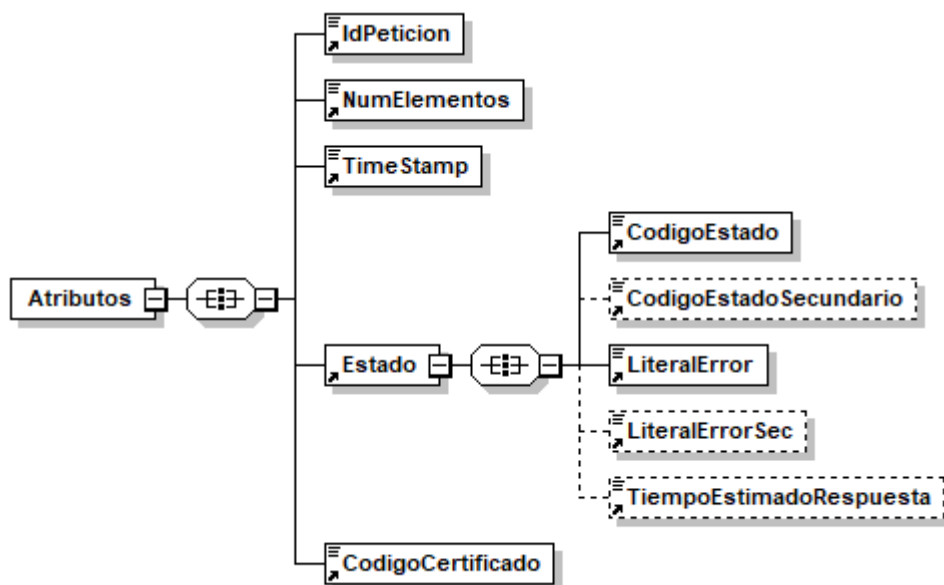 IdPeticion
NumElementos
TimeStamp
CodigoEstado
CodigoEstadoSecundario
Atributos
Estado
LiteralError
LiteralErrorSec
TiempoEstimadoRespuesta
CodigoCertificado